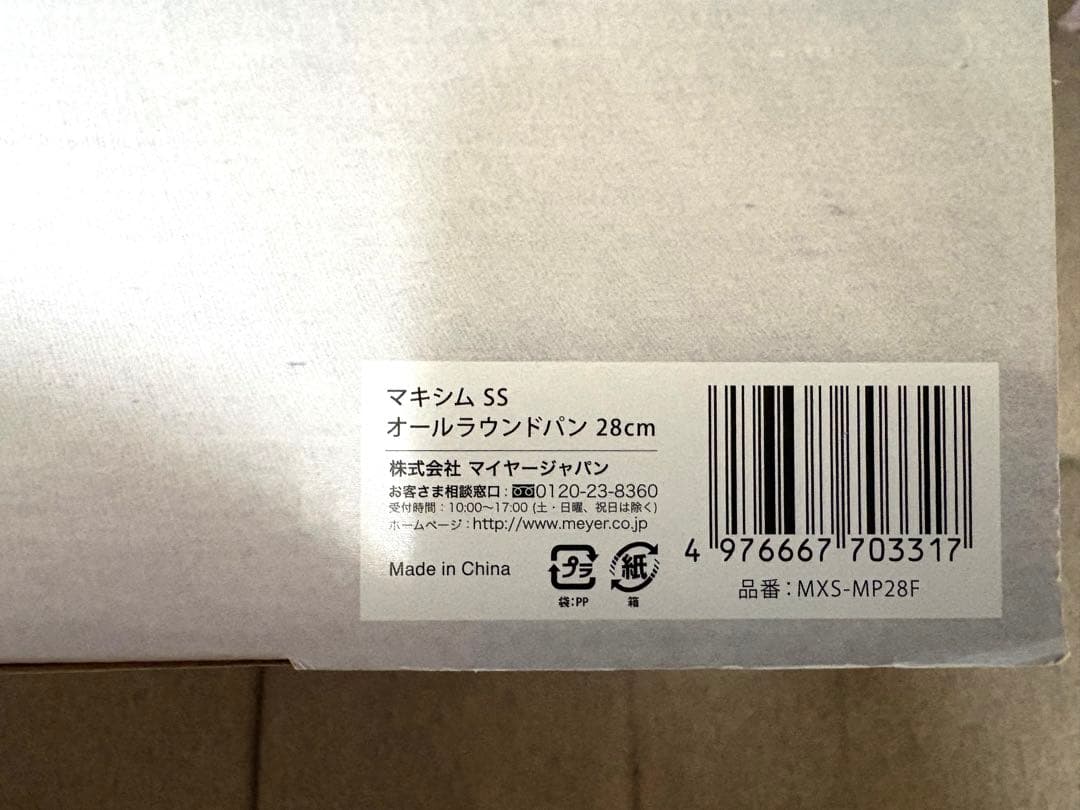 マキシム SS
オールラウンドパン 28cm
株式会社 マイヤージャパン
お客さま相談窓口：0120-23-8360
受付時間：10:00〜17:00 (土・日曜、祝日は除く)
ホームページ：http://www.meyer.co.jp
Made in China
プラ
袋:PP
紙
箱
4 976667 703317
品番：MXS-MP28F